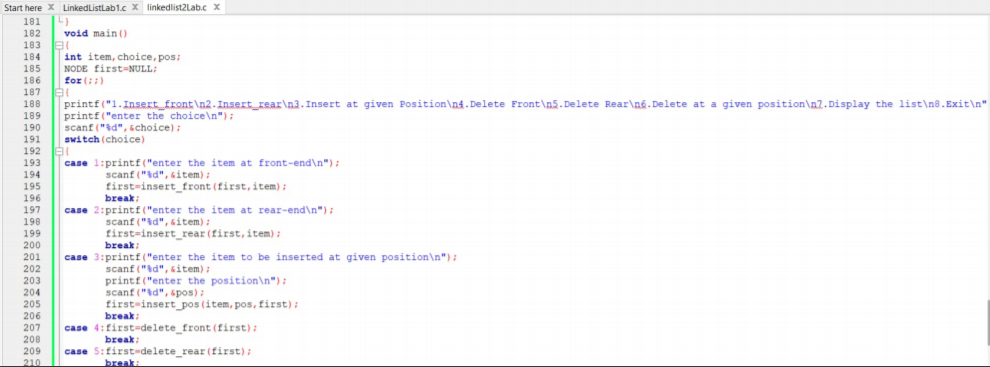 Start here X LinkedListLab1.c X linkedlist2Lab.c X
181 }
182 void main()
183 {
184 int item,choice,pos;
185 NODE first=NULL;
186 for(;;)
187 {
188 printf("1.Insert_front\n2.Insert_rear\n3.Insert at given Position\n4.Delete Front\n5.Delete Rear\n6.Delete at a given position\n7.Display the list\n8.Exit\n"
189 printf("enter the choice\n");
190 scanf("%d",&choice);
191 switch(choice)
192 {
193 case 1:printf("enter the item at front-end\n");
194 scanf("%d",&item);
195 first=insert_front(first,item);
196 break;
197 case 2:printf("enter the item at rear-end\n");
198 scanf("%d",&item);
199 first=insert_rear(first,item);
200 break;
201 case 3:printf("enter the item to be inserted at given position\n");
202 scanf("%d",&item);
203 printf("enter the position\n");
204 scanf("%d",&pos);
205 first=insert_pos(item,pos,first);
206 break;
207 case 4:first=delete_front(first);
208 break;
209 case 5:first=delete_rear(first);
210 break;